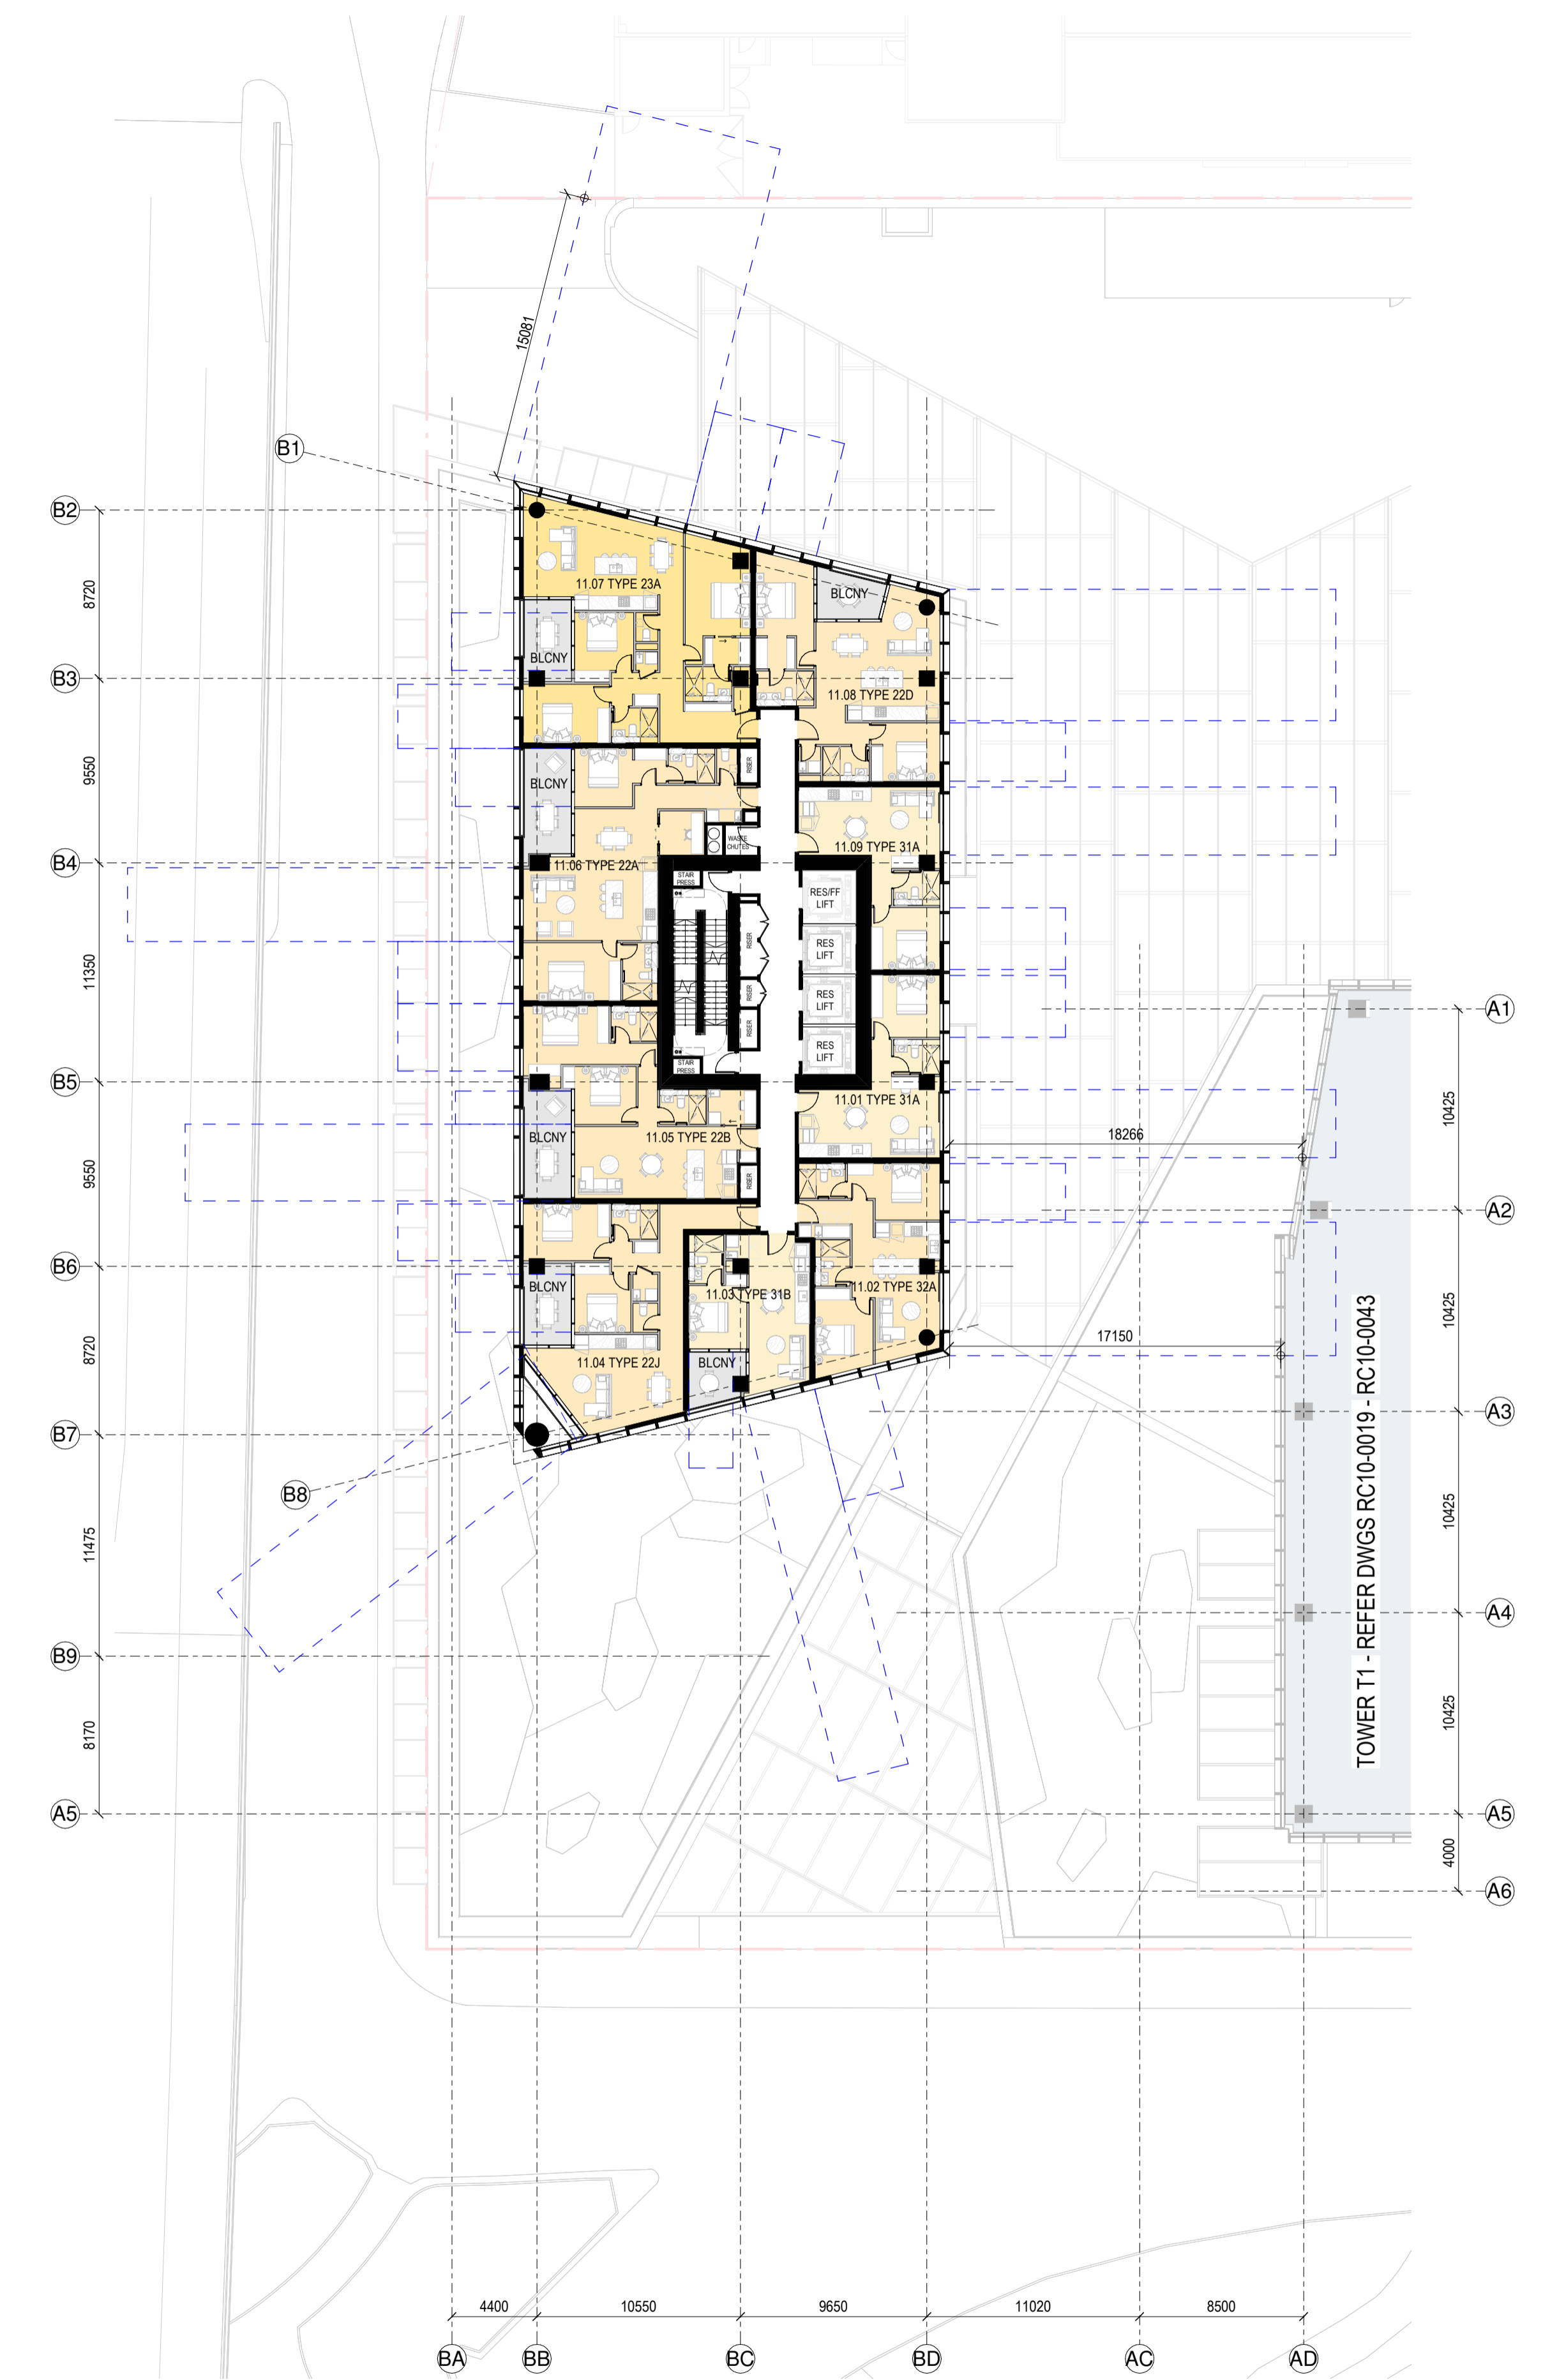 15081
B1
B2
8720
11.07 TYPE 23A
BLCNY
BLCNY
B3
11.08 TYPE 22D
9550
BLCNY
RISER
WASTE
CHUTES
11.09 TYPE 31A
B4
11.06 TYPE 22A
STAIR
PRESS
RES/FF
LIFT
RISER
RES
LIFT
11350
RISER
RES
LIFT
A1
RISER
RES
LIFT
STAIR
PRESS
B5
11.01 TYPE 31A
10425
BLCNY
11.05 TYPE 22B
18266
9550
RISER
A2
B6
BLCNY
11.03 TYPE 31B
11.02 TYPE 32A
10425
8720
17150
11.04 TYPE 22J
BLCNY
TOWER T1 - REFER DWGS RC10-0019 - RC10-0043
A3
B7
B8
10425
11475
A4
B9
10425
8170
A5
A5
4000
A6
4400
10550
9650
11020
8500
BA
BB
BC
BD
AC
AD